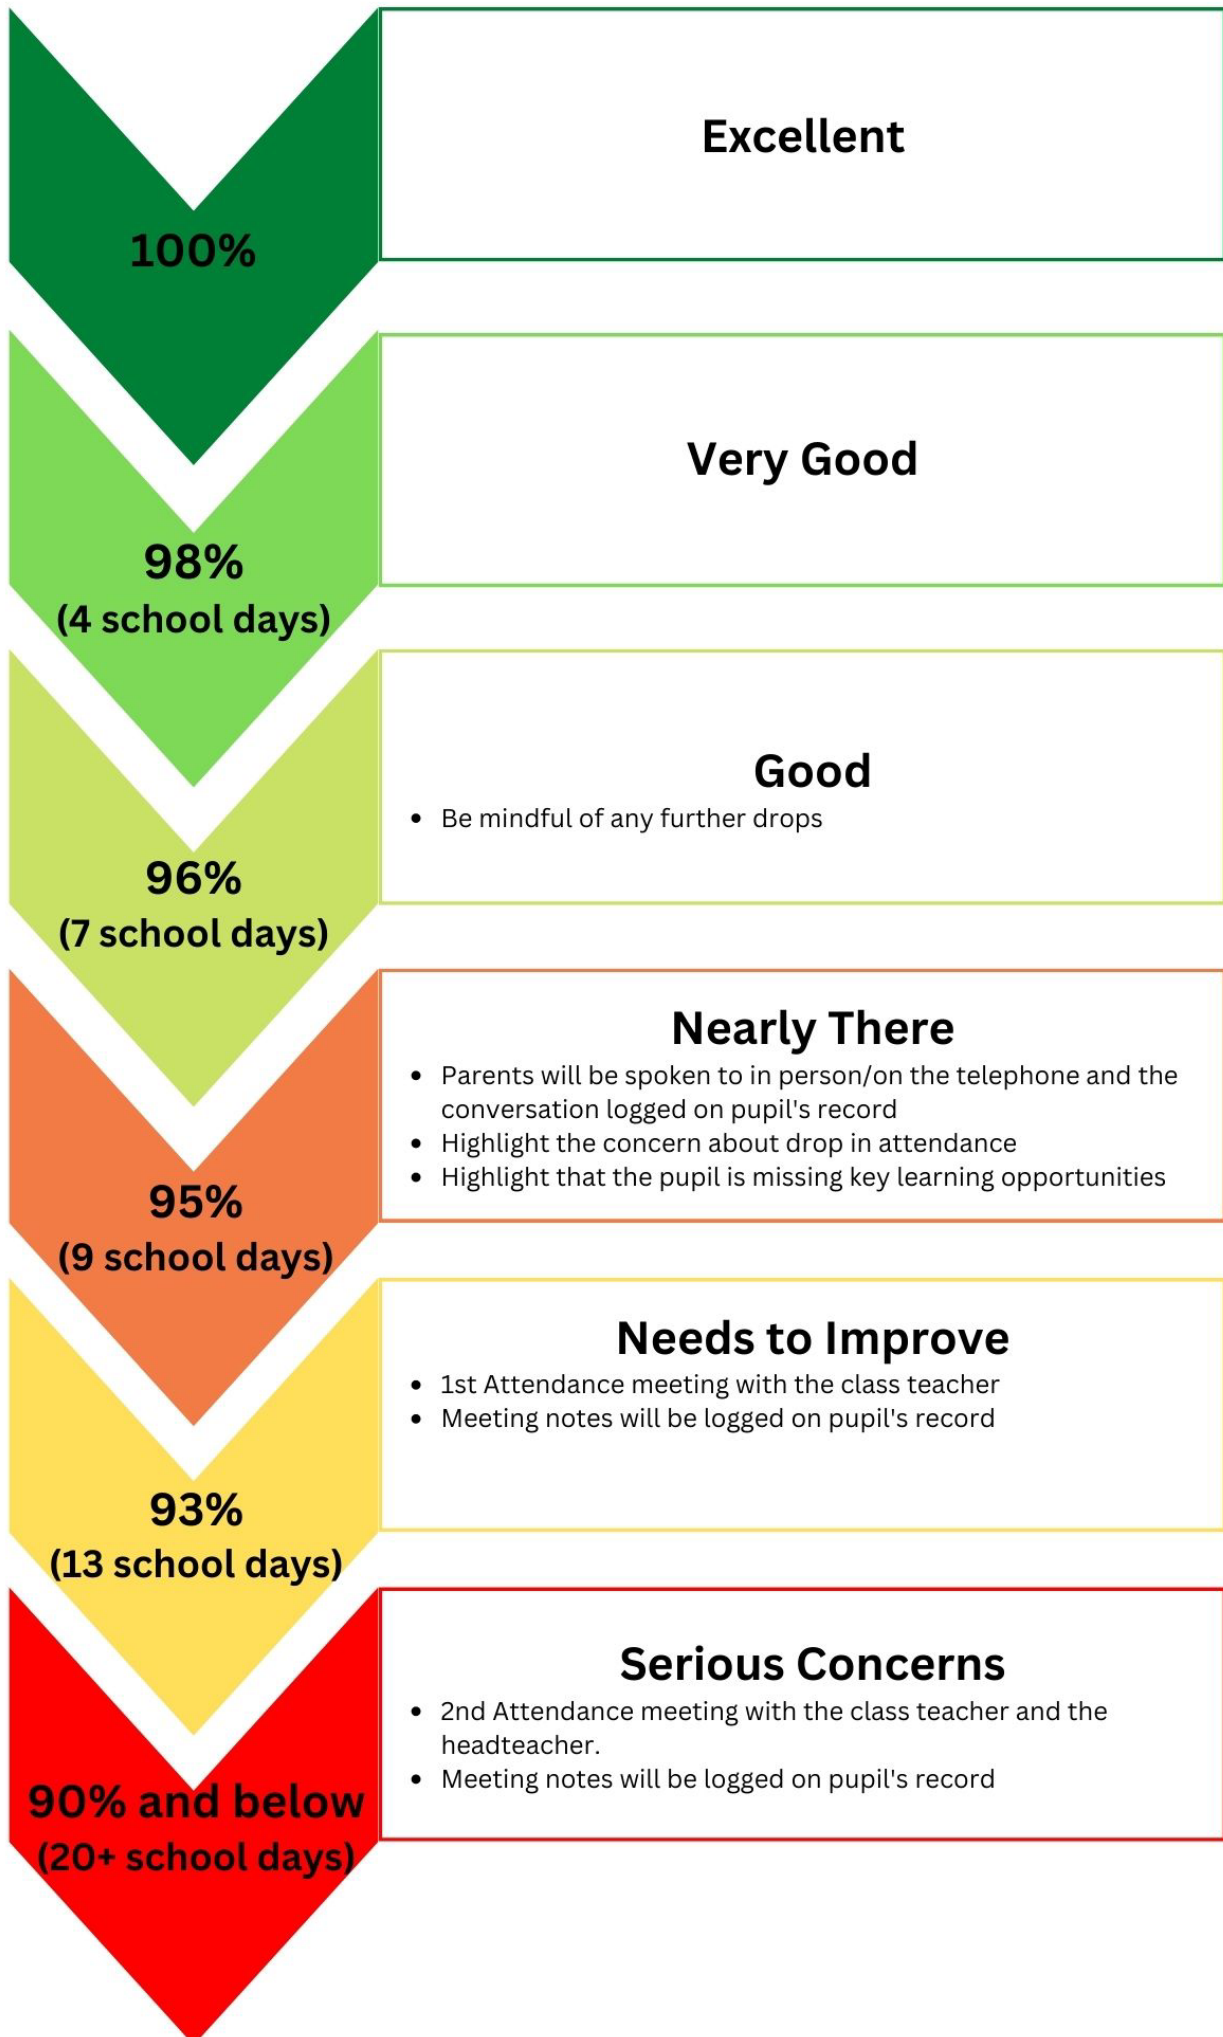 Excellent
100%
Very Good
98%
(4 school days)
Good
• Be mindful of any further drops
96%
(7 school days)
Nearly There
• Parents will be spoken to in person/on the telephone and the
conversation logged on pupil's record
• Highlight the concern about drop in attendance
• Highlight that the pupil is missing key learning opportunities
95%
(9 school days)
Needs to Improve
• 1st Attendance meeting with the class teacher
• Meeting notes will be logged on pupil's record
93%
(13 school days)
Serious Concerns
• 2nd Attendance meeting with the class teacher and the
headteacher.
• Meeting notes will be logged on pupil's record
90% and below
(20+ school days)